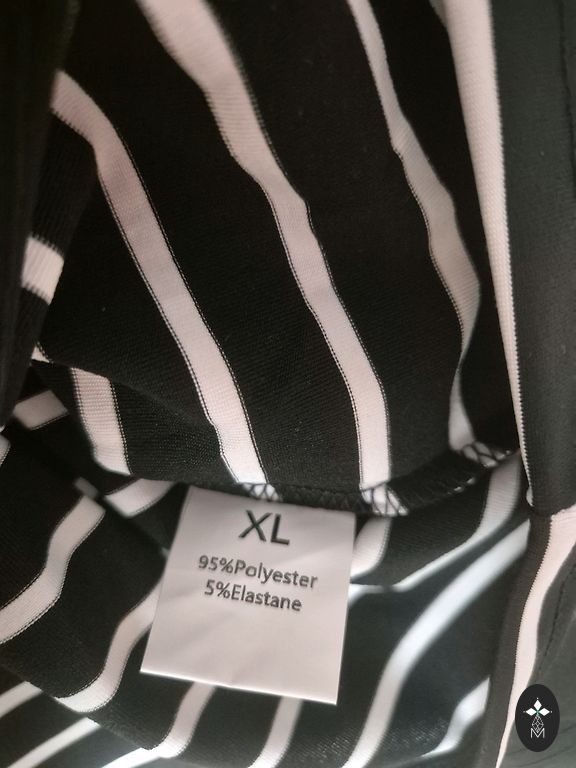 XL
95%Polyester
5%Elastane
M